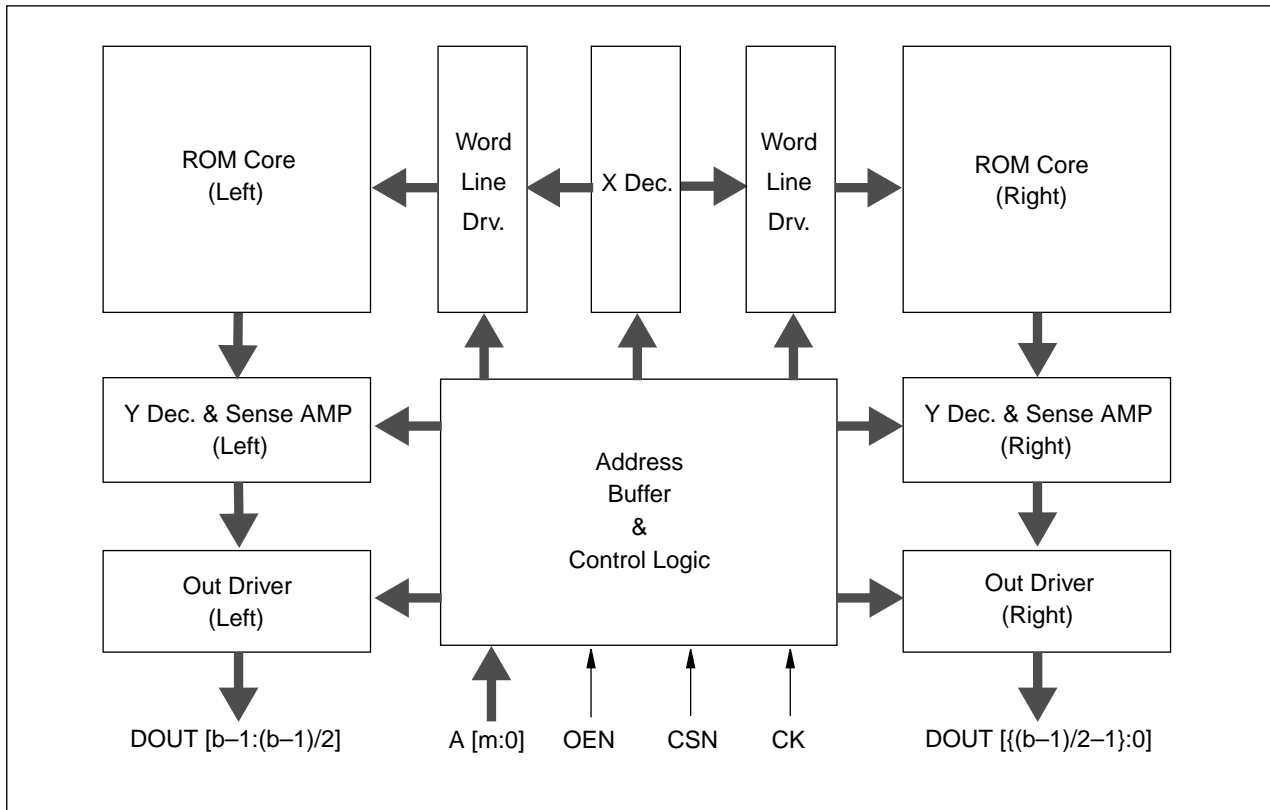 ROM Core
(Left)
Word
Line
Drv.
X Dec.
Word
Line
Drv.
ROM Core
(Right)
Y Dec. & Sense AMP
(Left)
Address
Buffer
&
Control Logic
Y Dec. & Sense AMP
(Right)
Out Driver
(Left)
Out Driver
(Right)
DOUT [b–1:(b–1)/2]
A [m:0]
OEN
CSN
CK
DOUT [{(b–1)/2–1}:0]